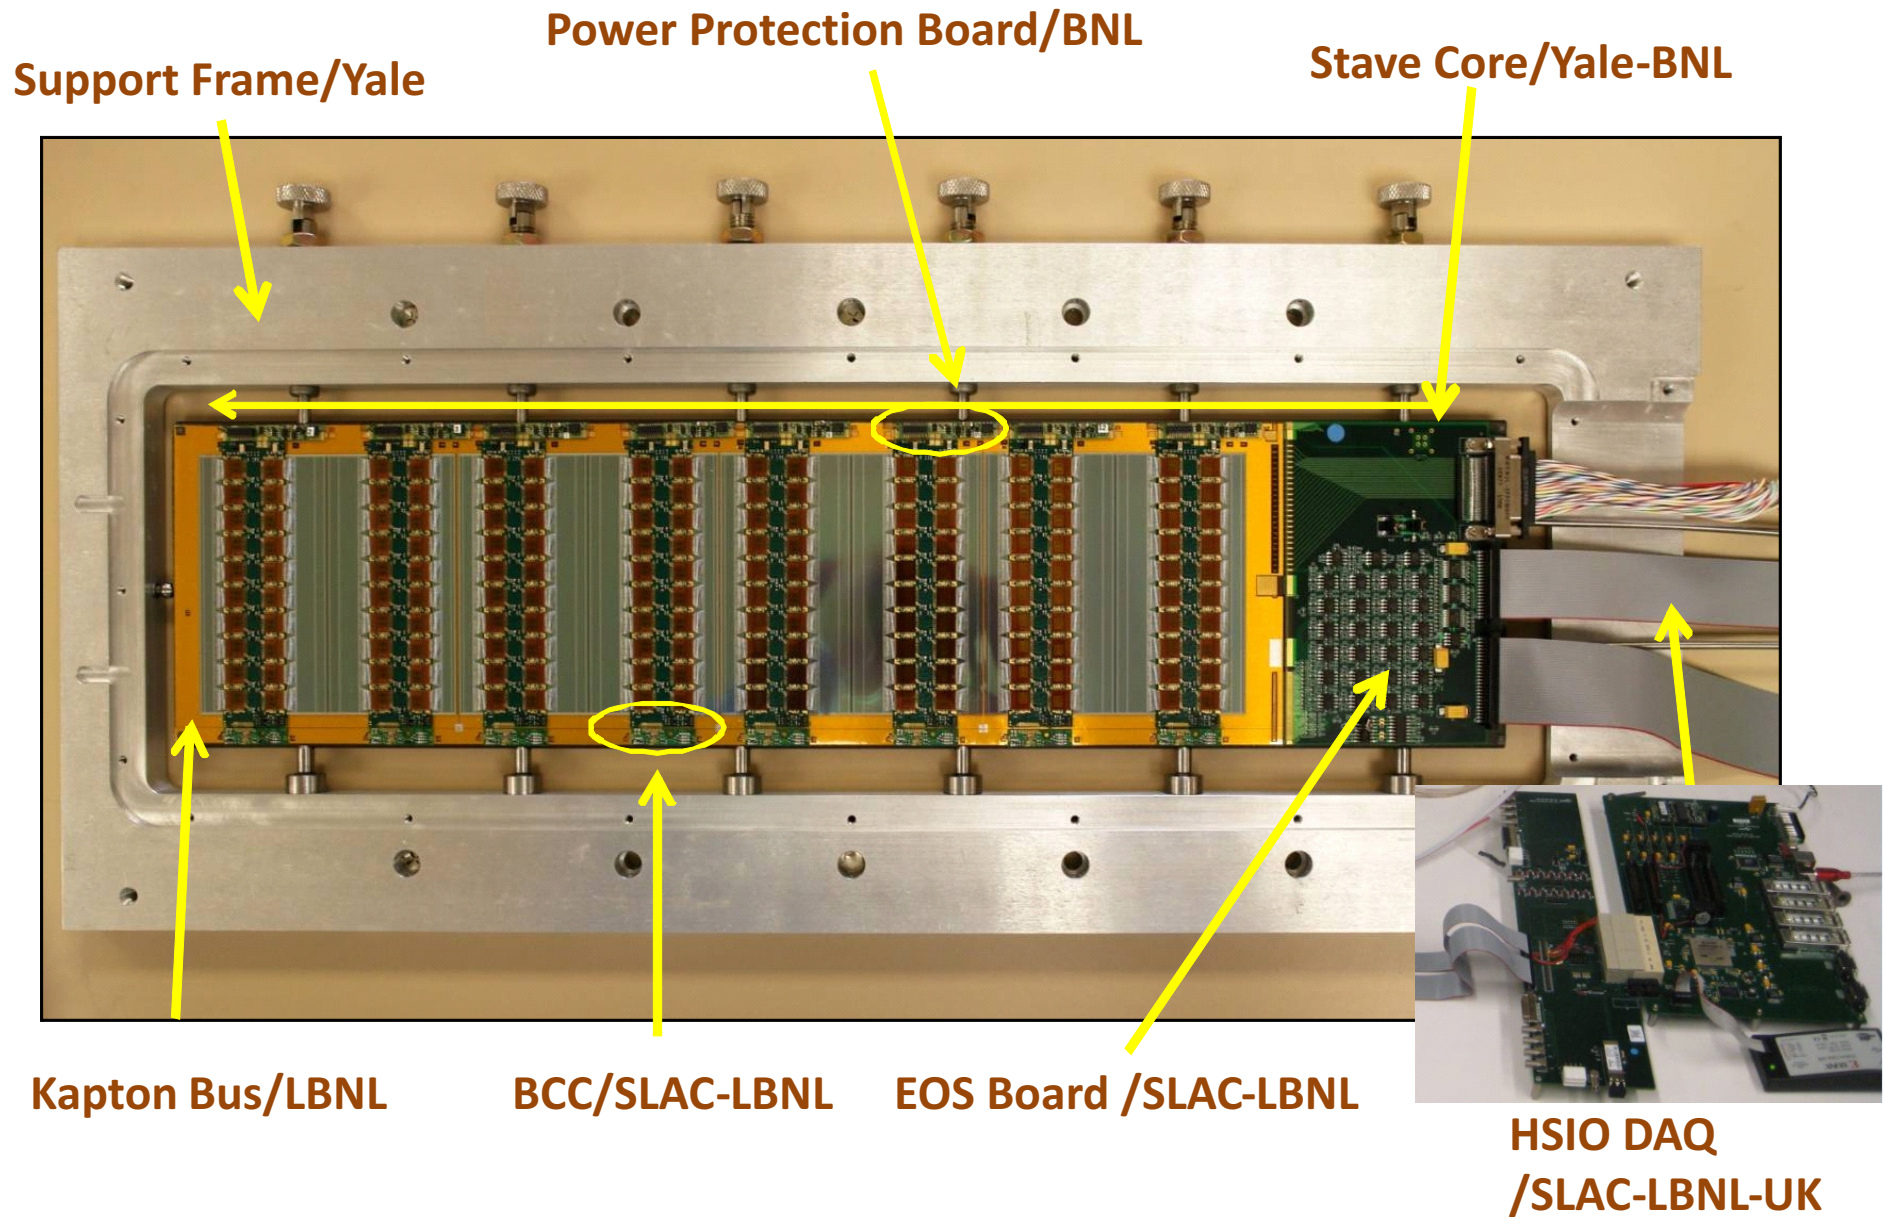 Power Protection Board/BNL
Support Frame/Yale
Stave Core/Yale-BNL
Kapton Bus/LBNL
BCC/SLAC-LBNL
EOS Board /SLAC-LBNL
HSIO DAQ
/SLAC-LBNL-UK